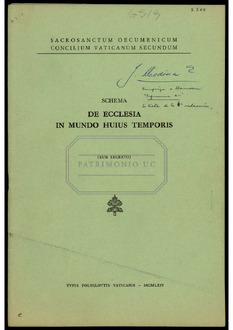 SACROSANCTUM OECUMENICUM
CONCILIUM VATICANUM SECUNDUM
J. Medina
SCHEMA
DE ECCLESIA
IN MUNDO HUIUS TEMPORIS
(SUB SECRETO)
PATRIMONIO UC
TYPIS POLYGLOTTIS VATICANIS - MCMLXIV